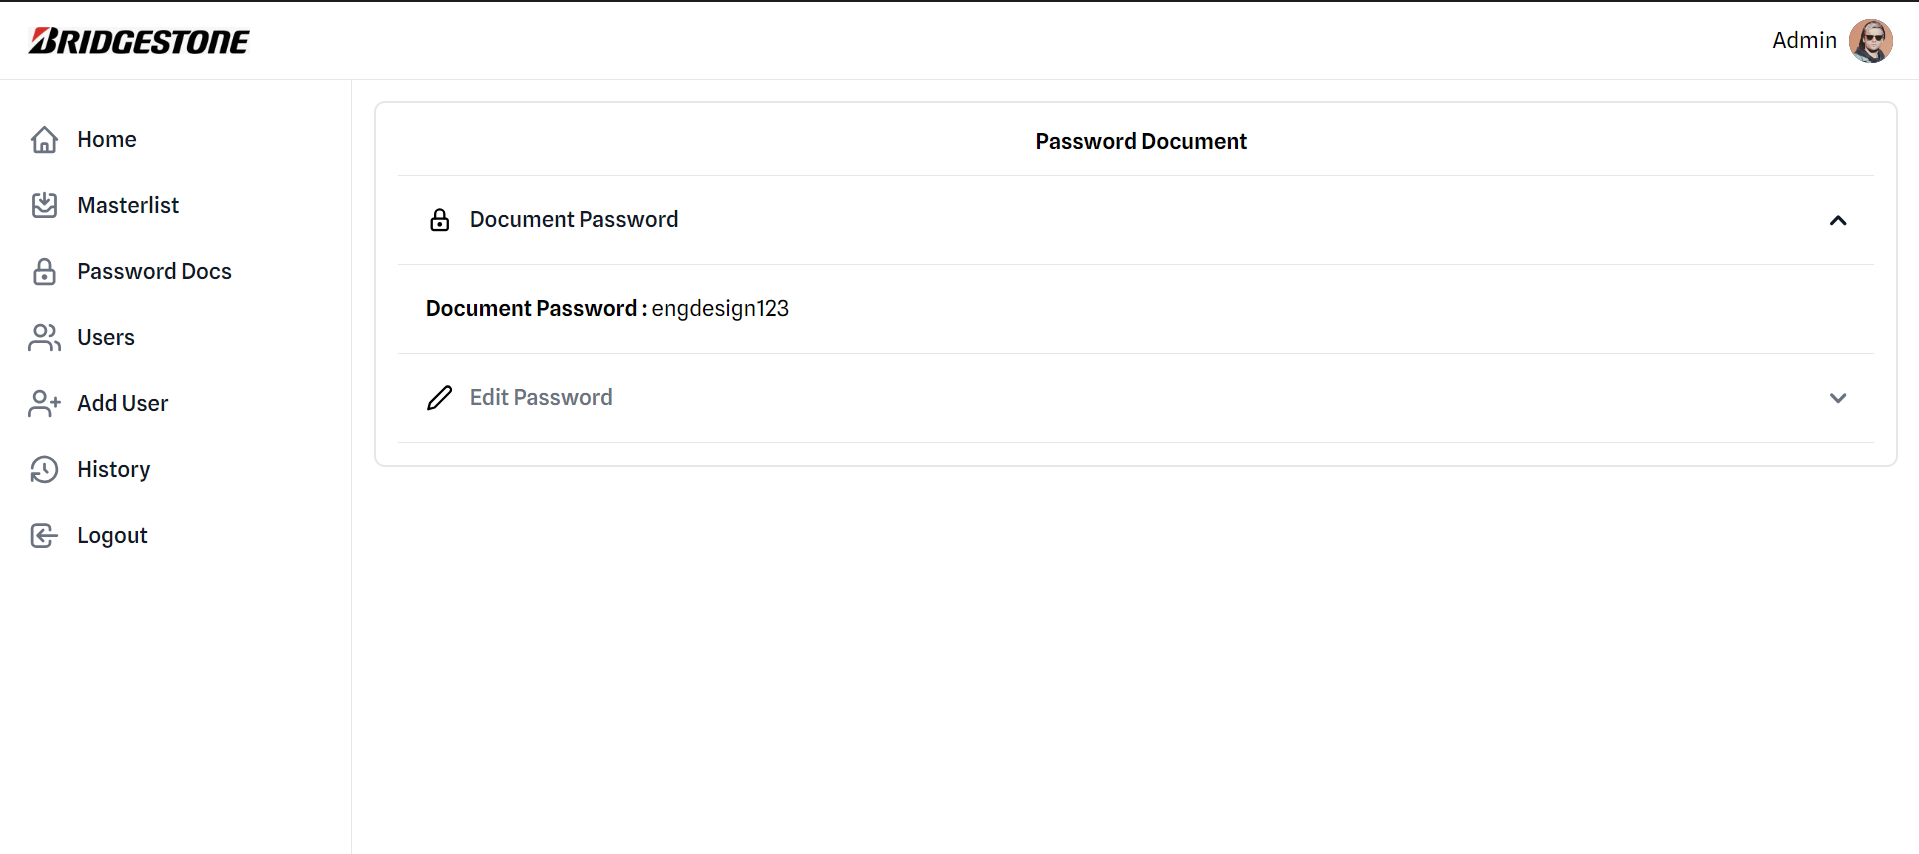 BRIDGESTONE
Admin
Home
Masterlist
Password Docs
Users
Add User
History
Logout
Password Document
Document Password
Document Password : engdesign123
Edit Password